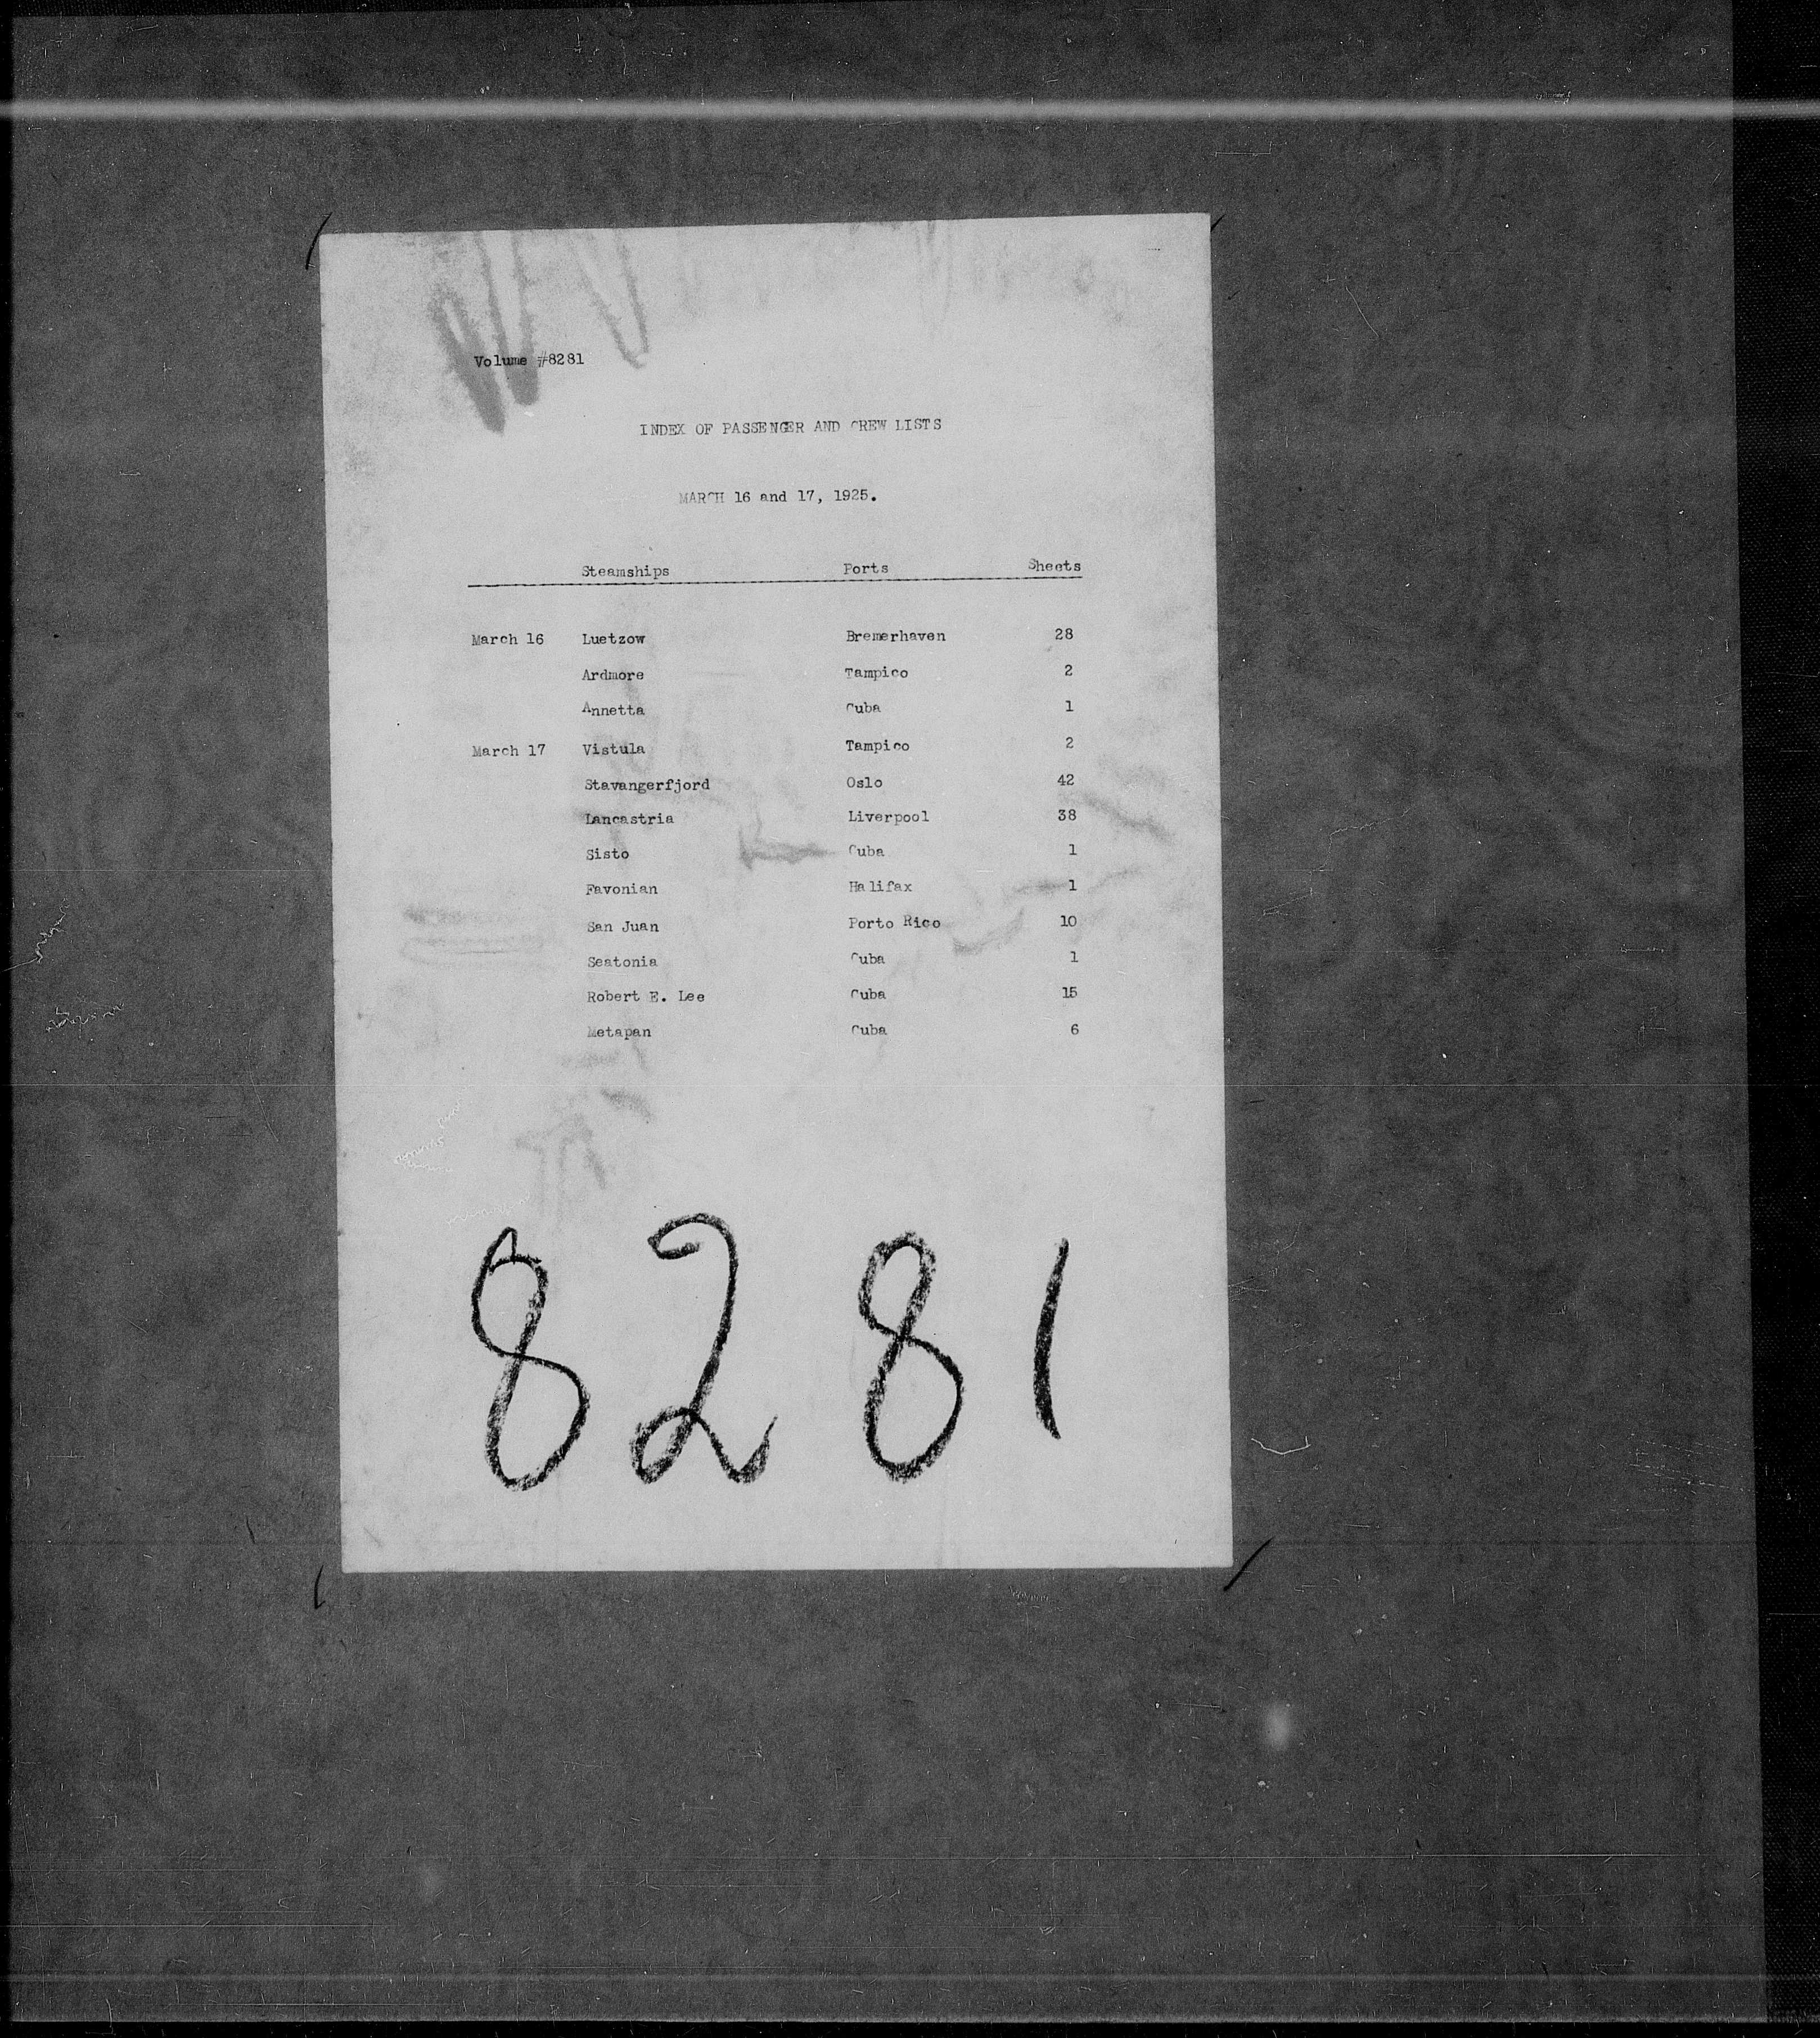 Volume #8281
INDEX OF PASSENGER AND CREW LISTS
MARCH 16 and 17, 1925.
Steamships Ports Sheets
March 16 Luetzow Bremerhaven 28
Ardmore Tampico 2
Annetta Cuba 1
March 17 Vistula Tampico 2
Stavangerfjord Oslo 42
Lancastria Liverpool 38
Sisto Cuba 1
Favonian Halifax 1
San Juan Porto Rico 10
Seatonia Cuba 1
Robert E. Lee Cuba 15
Metapan Cuba 6
8281